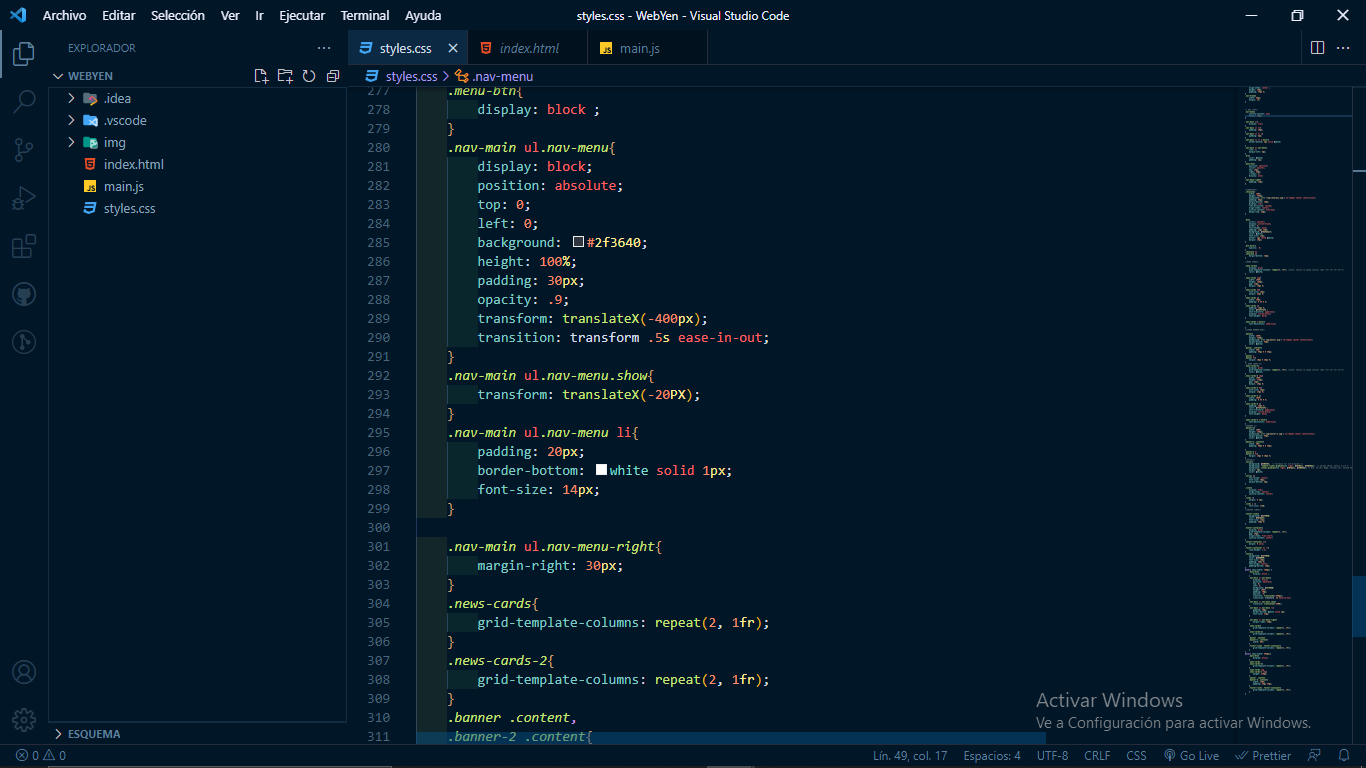 Archivo Editar Selección Ver Ir Ejecutar Terminal Ayuda
styles.css - WebYen - Visual Studio Code
EXPLORADOR
styles.css
index.html
JS main.js
WEBYEN
styles.css > .nav-menu
.idea
.vscode
img
index.html
JS main.js
styles.css
277 .menu-btn{
278 display: block ;
279 }
280 .nav-main ul.nav-menu{
281 display: block;
282 position: absolute;
283 top: 0;
284 left: 0;
285 background: #2f3640;
286 height: 100%;
287 padding: 30px;
288 opacity: .9;
289 transform: translateX(-400px);
290 transition: transform .5s ease-in-out;
291 }
292 .nav-main ul.nav-menu.show{
293 transform: translateX(-20PX);
294 }
295 .nav-main ul.nav-menu li{
296 padding: 20px;
297 border-bottom: white solid 1px;
298 font-size: 14px;
299 }
300
301 .nav-main ul.nav-menu-right{
302 margin-right: 30px;
303 }
304 .news-cards{
305 grid-template-columns: repeat(2, 1fr);
306 }
307 .news-cards-2{
308 grid-template-columns: repeat(2, 1fr);
309 }
310 .banner .content,
311 .banner-2 .content{
ESQUEMA
Activar Windows
Ve a Configuración para activar Windows.
0 0
Lín. 49, col. 17 Espacios: 4 UTF-8 CRLF CSS Go Live Prettier